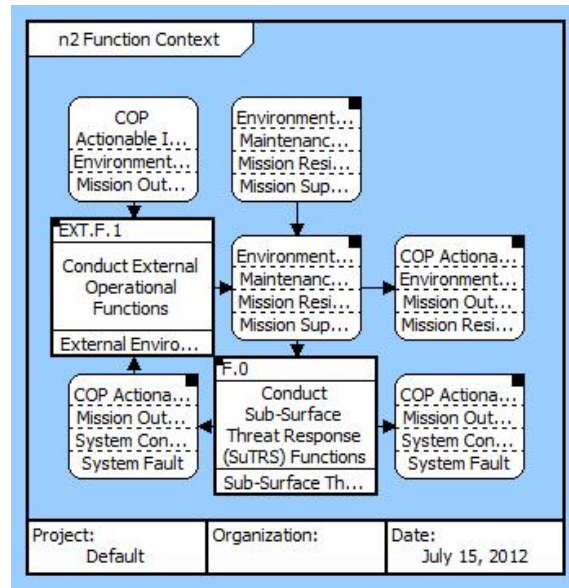 n2 Function Context
COP
Actionable I...
Environment...
Mission Out...
Environment...
Maintenanc...
Mission Resi...
Mission Sup...
EXT.F.1
Conduct External
Operational
Functions
External Enviro...
Environment...
Maintenanc...
Mission Resi...
Mission Sup...
COP Actiona...
Environment...
Mission Out...
Mission Resi...
COP Actiona...
Mission Out...
System Con...
System Fault
F.0
Conduct
Sub-Surface
Threat Response
(SuTRS) Functions
Sub-Surface Th...
COP Actiona...
Mission Out...
System Con...
System Fault
Project:
Default
Organization:
Date:
July 15, 2012